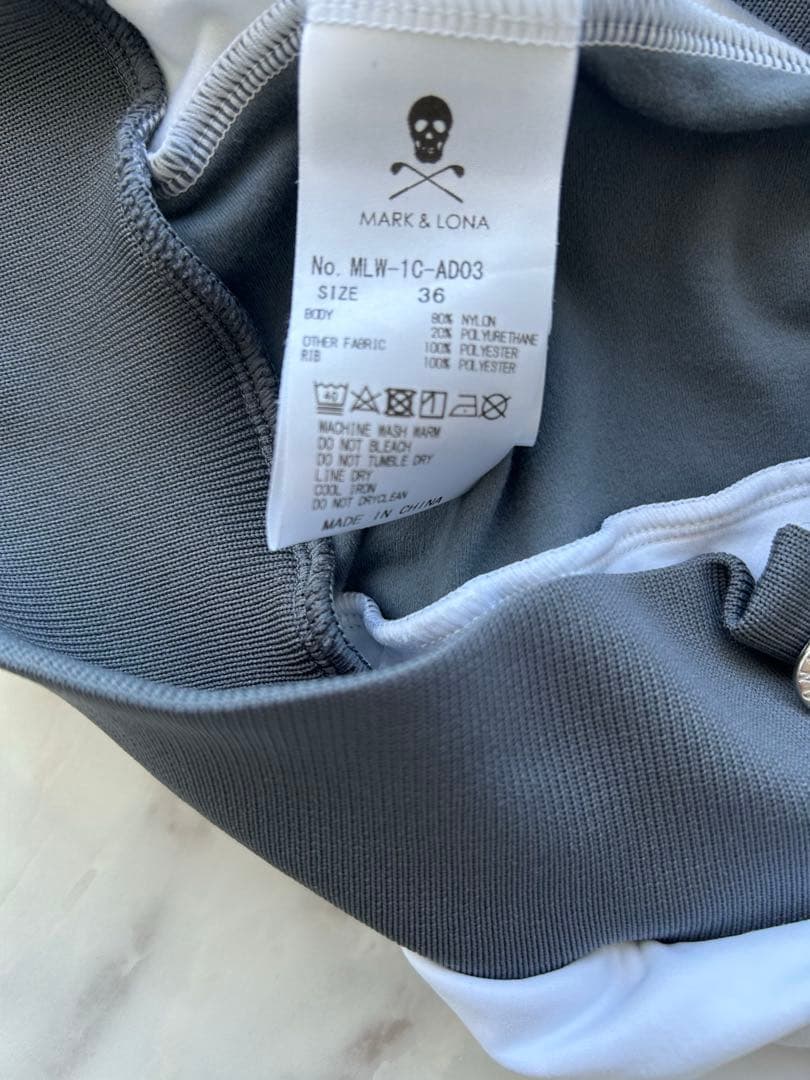 MARK & LONA
No. MLW-1C-AD03
SIZE 36
BODY 80% NYLON
20% POLYURETHANE
OTHER FABRIC 100% POLYESTER
RIB 100% POLYESTER
40
MACHINE WASH WARM
DO NOT BLEACH
DO NOT TUMBLE DRY
LINE DRY
COOL IRON
DO NOT DRYCLEAN
MADE IN CHINA